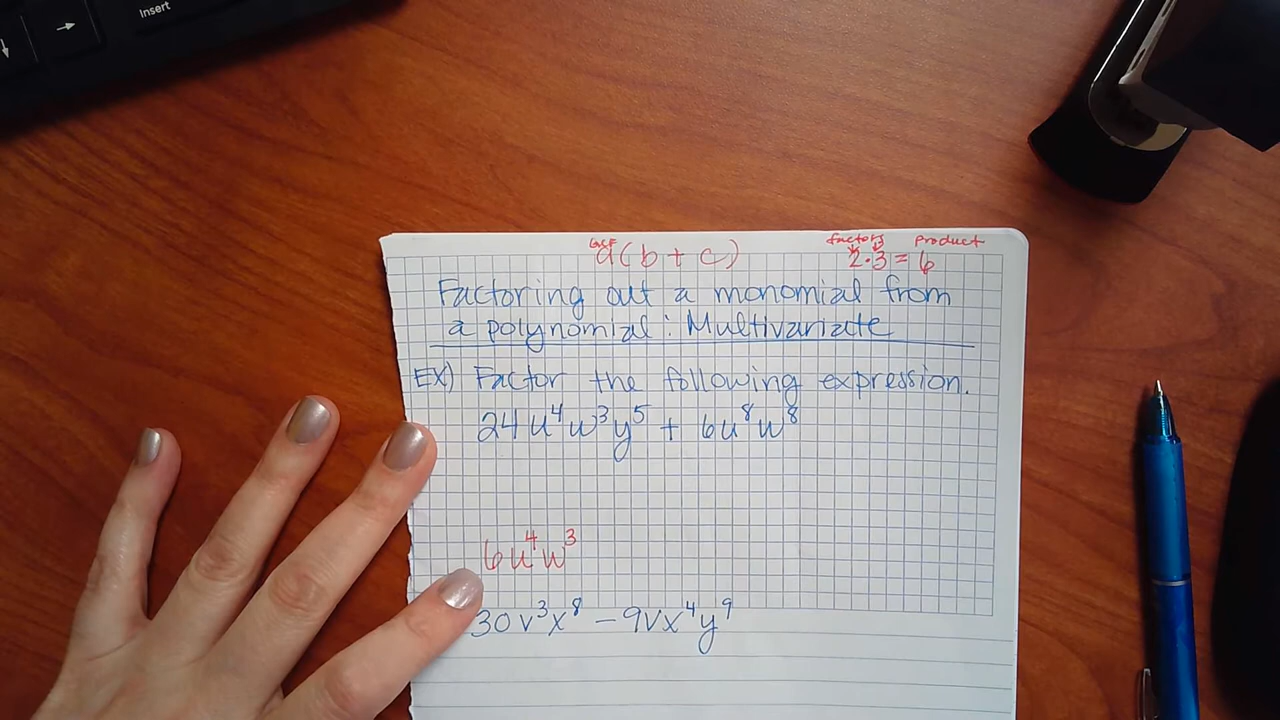 Insert
GCF
factors product
a(b + c)
2·3 = 6
Factoring out a monomial from
a polynomial: Multivariate
EX) Factor the following expression.
24u⁴w³y⁵ + 6u⁸w⁸
6u⁴w³
30v³x⁸ − 9vx⁴y⁹